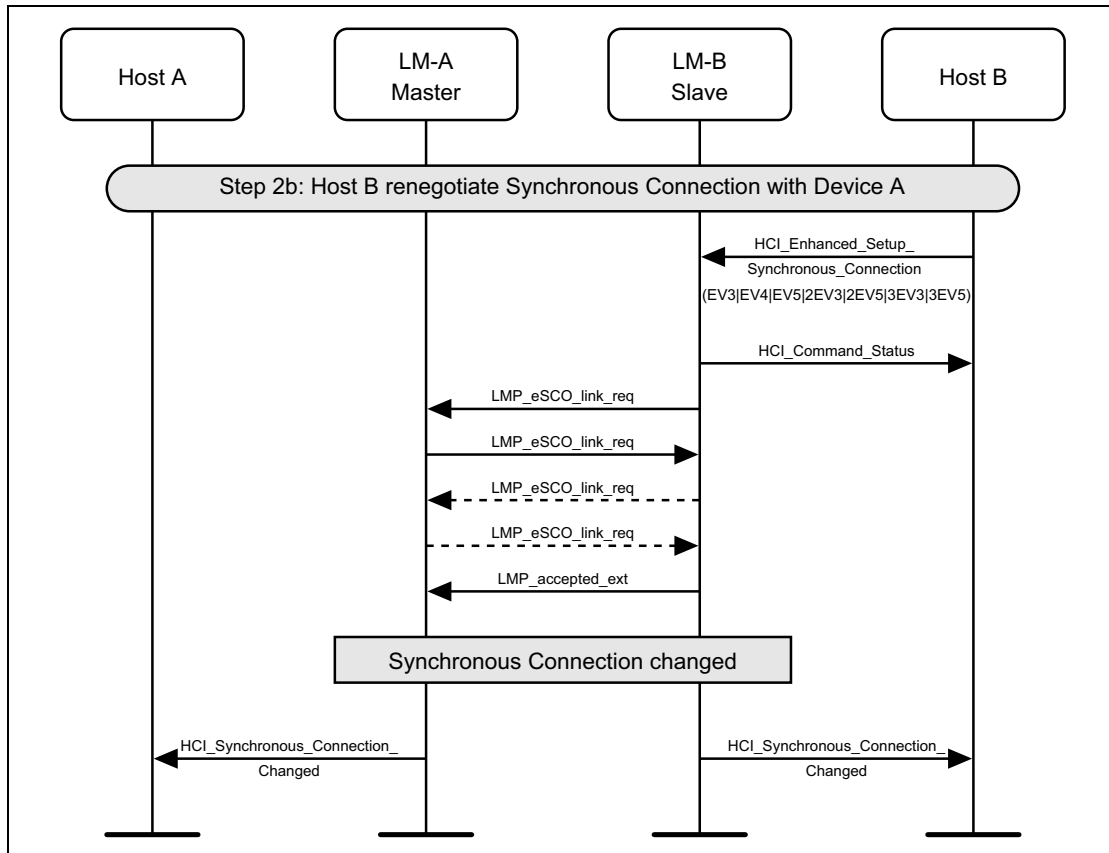 Host A
LM-A
Master
LM-B
Slave
Host B
Step 2b: Host B renegotiate Synchronous Connection with Device A
HCI_Enhanced_Setup_
Synchronous_Connection
(EV3|EV4|EV5|2EV3|2EV5|3EV3|3EV5)
HCI_Command_Status
LMP_eSCO_link_req
LMP_eSCO_link_req
LMP_eSCO_link_req
LMP_eSCO_link_req
LMP_accepted_ext
Synchronous Connection changed
HCI_Synchronous_Connection_
Changed
HCI_Synchronous_Connection_
Changed